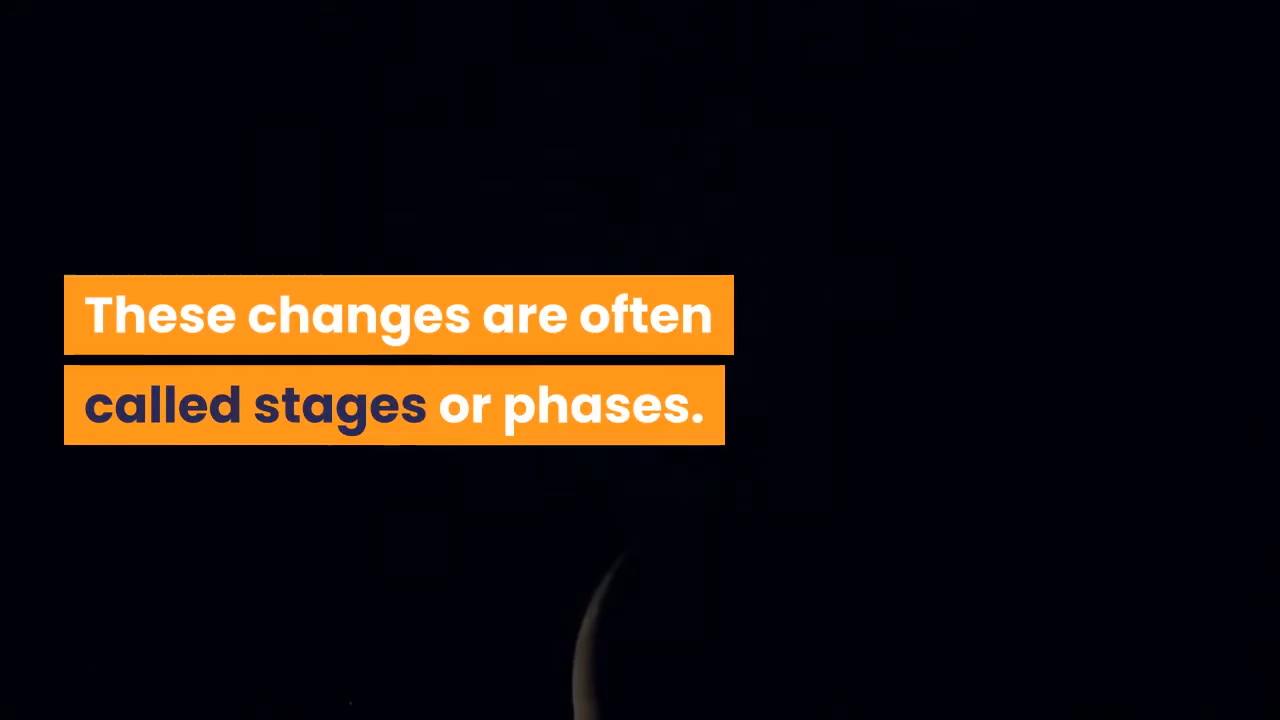 These changes are often
called stages or phases.